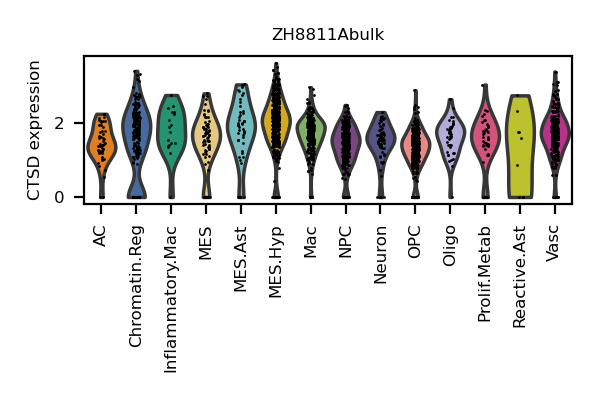 ZH8811Abulk
CTSD expression
2
0
AC
Chromatin.Reg
Inflammatory.Mac
MES
MES.Ast
MES.Hyp
Mac
NPC
Neuron
OPC
Oligo
Prolif.Metab
Reactive.Ast
Vasc